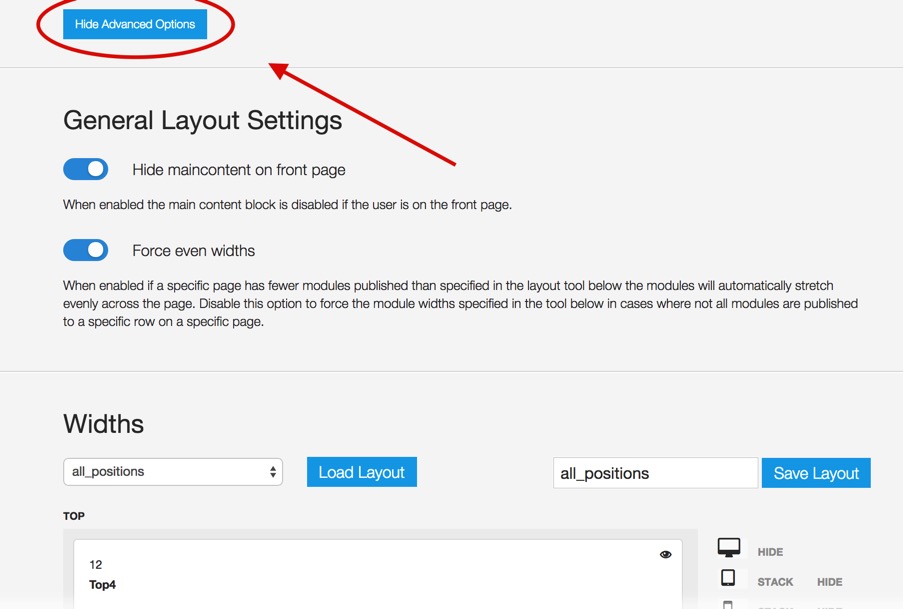 Hide Advanced Options
General Layout Settings
Hide maincontent on front page
When enabled the main content block is disabled if the user is on the front page.
Force even widths
When enabled if a specific page has fewer modules published than specified in the layout tool below the modules will automatically stretch
evenly across the page. Disable this option to force the module widths specified in the tool below in cases where not all modules are published
to a specific row on a specific page.
Widths
all_positions Load Layout all_positions Save Layout
TOP
12
Top4
HIDE
STACK HIDE